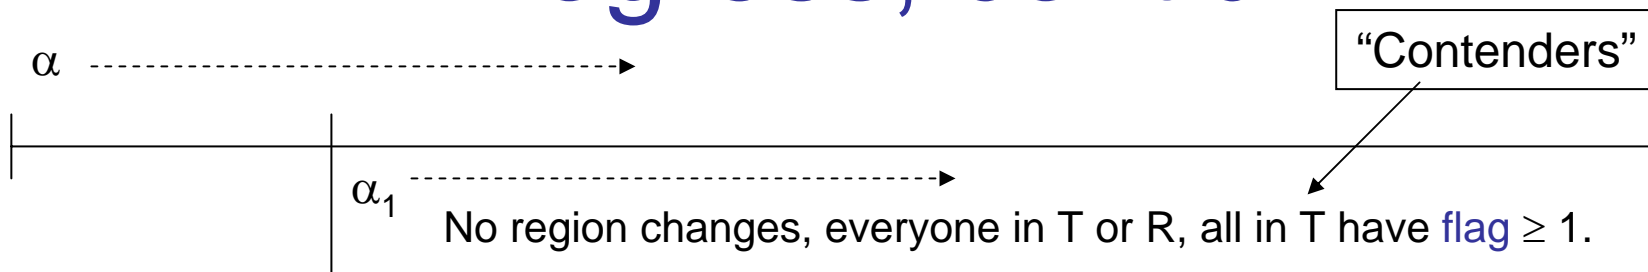 α
“Contenders”
α₁
No region changes, everyone in T or R, all in T have flag ≥ 1.